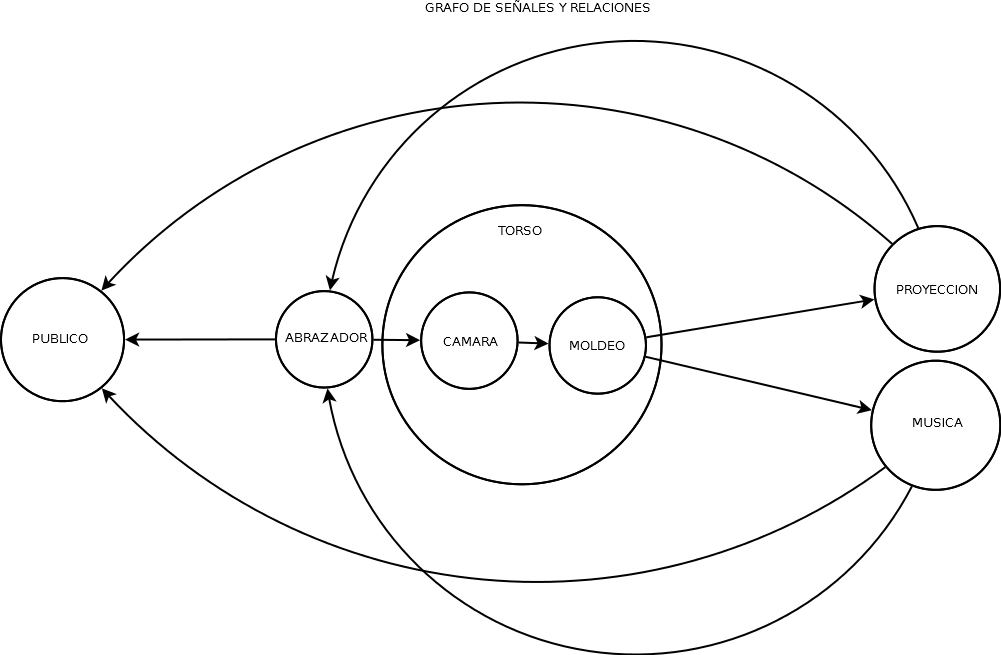 GRAFO DE SEÑALES Y RELACIONES
TORSO
PUBLICO
ABRAZADOR
CAMARA
MOLDEO
PROYECCION
MUSICA